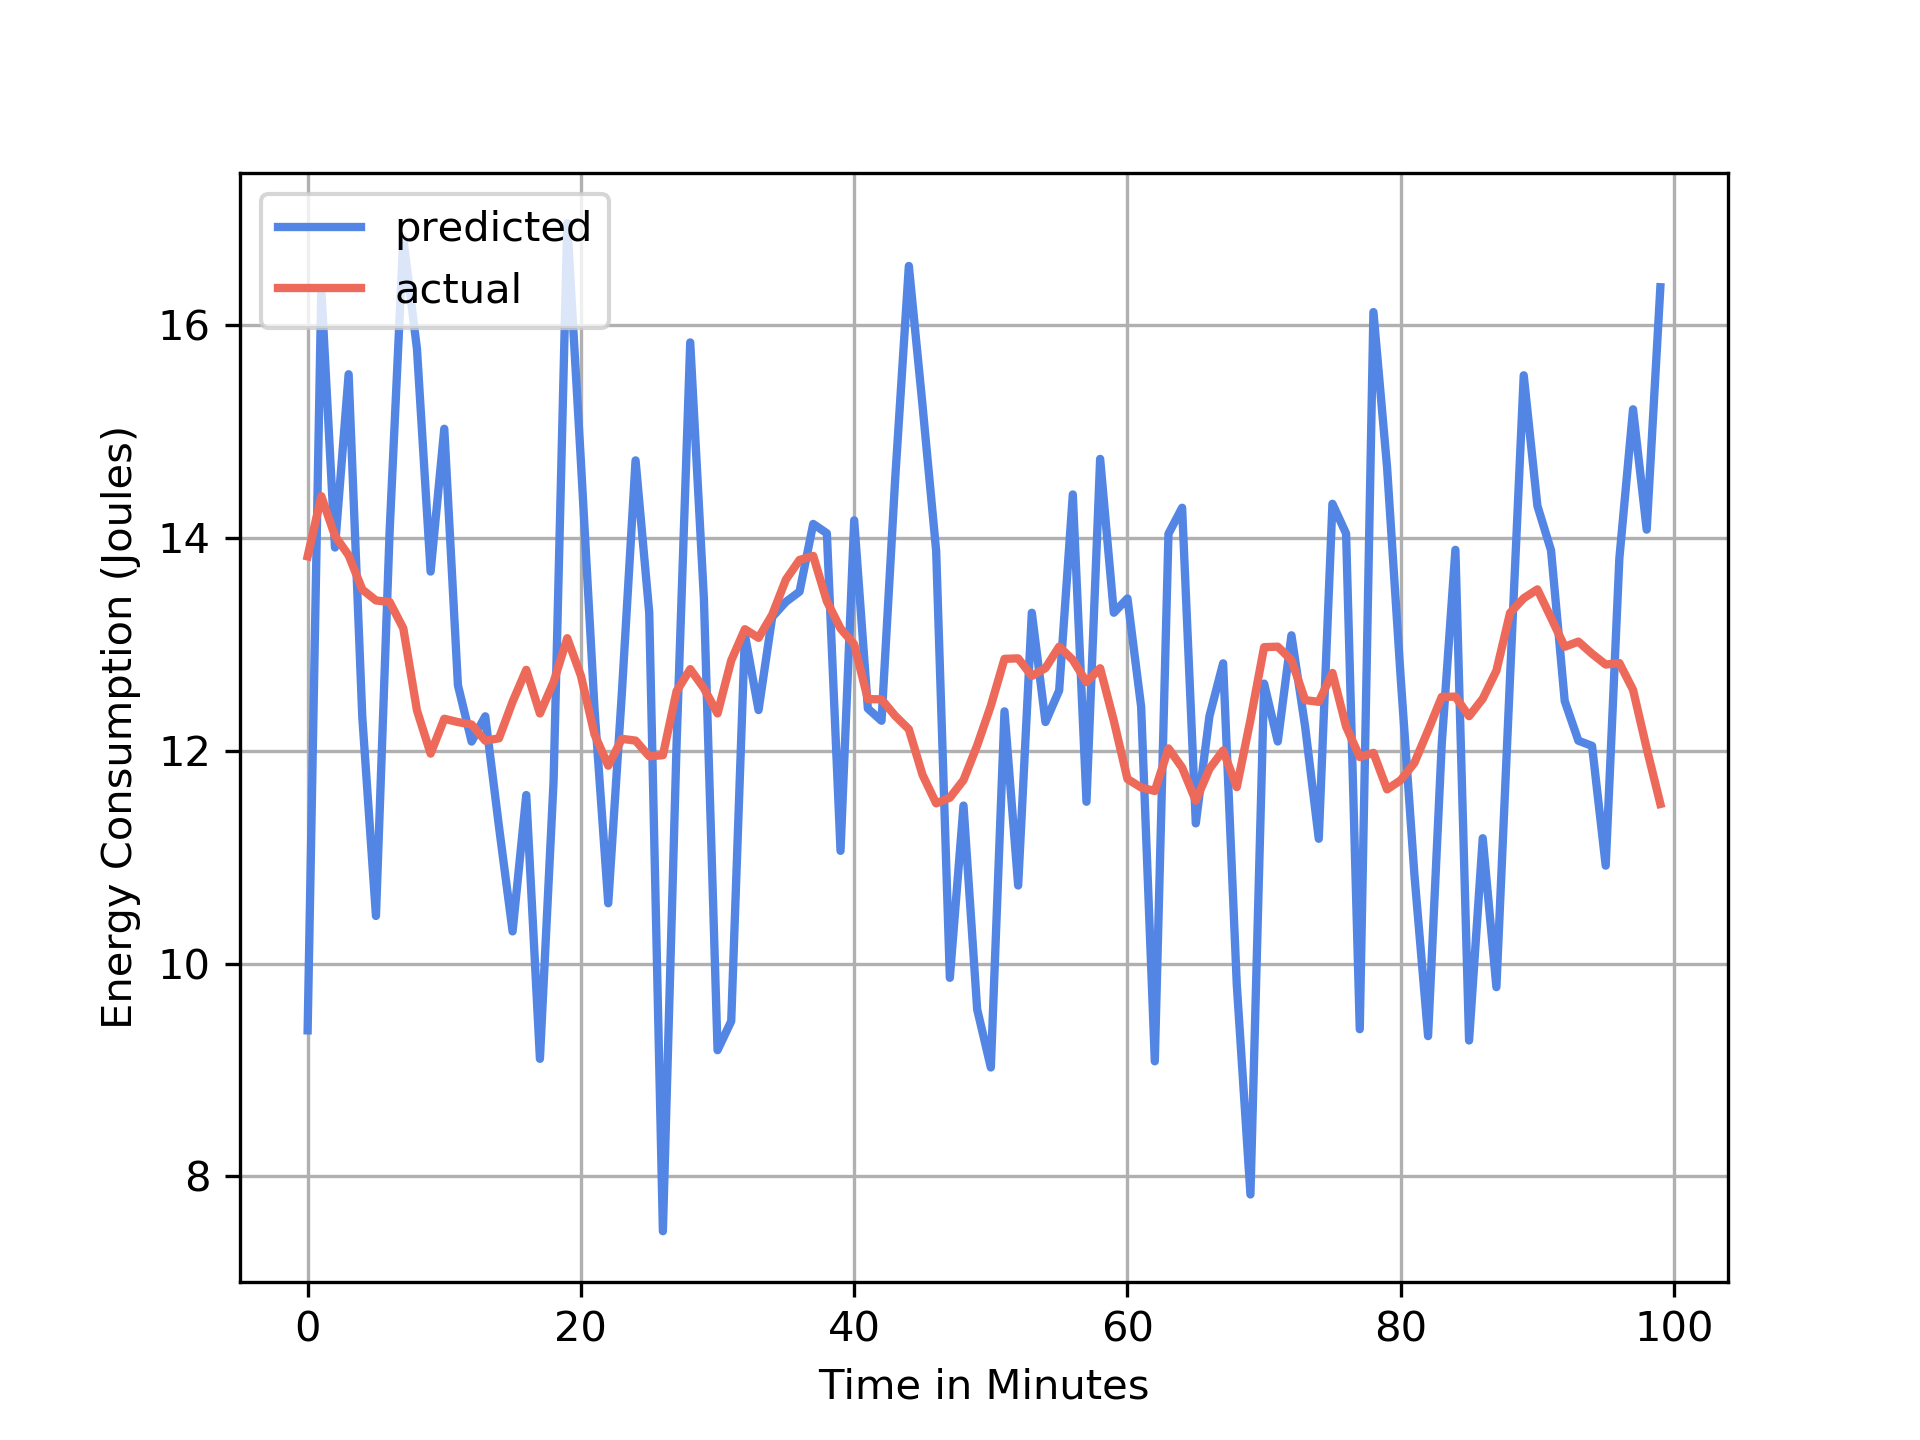 predicted
actual
16
14
12
10
8
Energy Consumption (Joules)
0 20 40 60 80 100
Time in Minutes